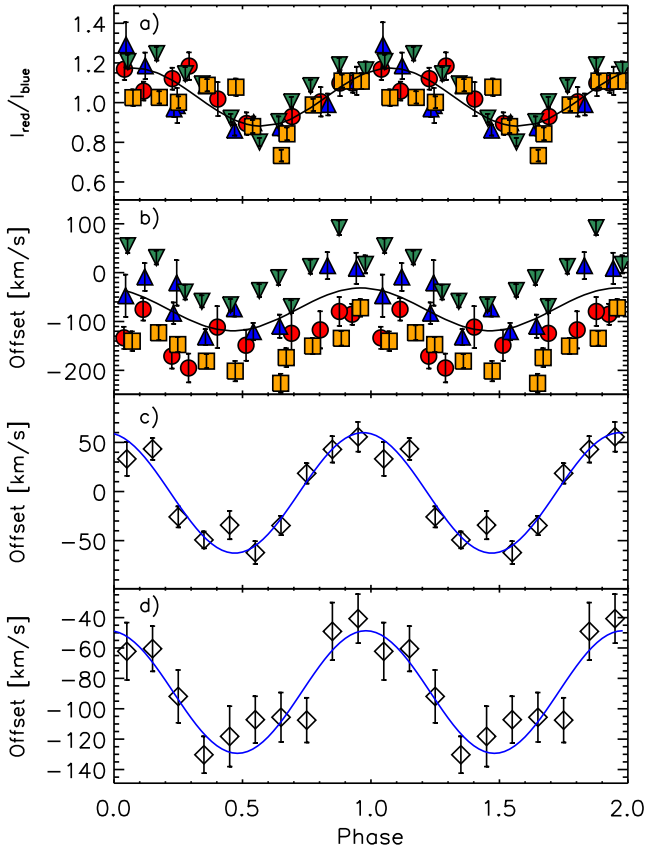 a)
1.4
1.2
1.0
0.8
0.6
I_red/I_blue
b)
100
0
−100
−200
Offset [km/s]
c)
50
0
−50
Offset [km/s]
d)
−40
−60
−80
−100
−120
−140
Offset [km/s]
0.0 0.5 1.0 1.5 2.0
Phase